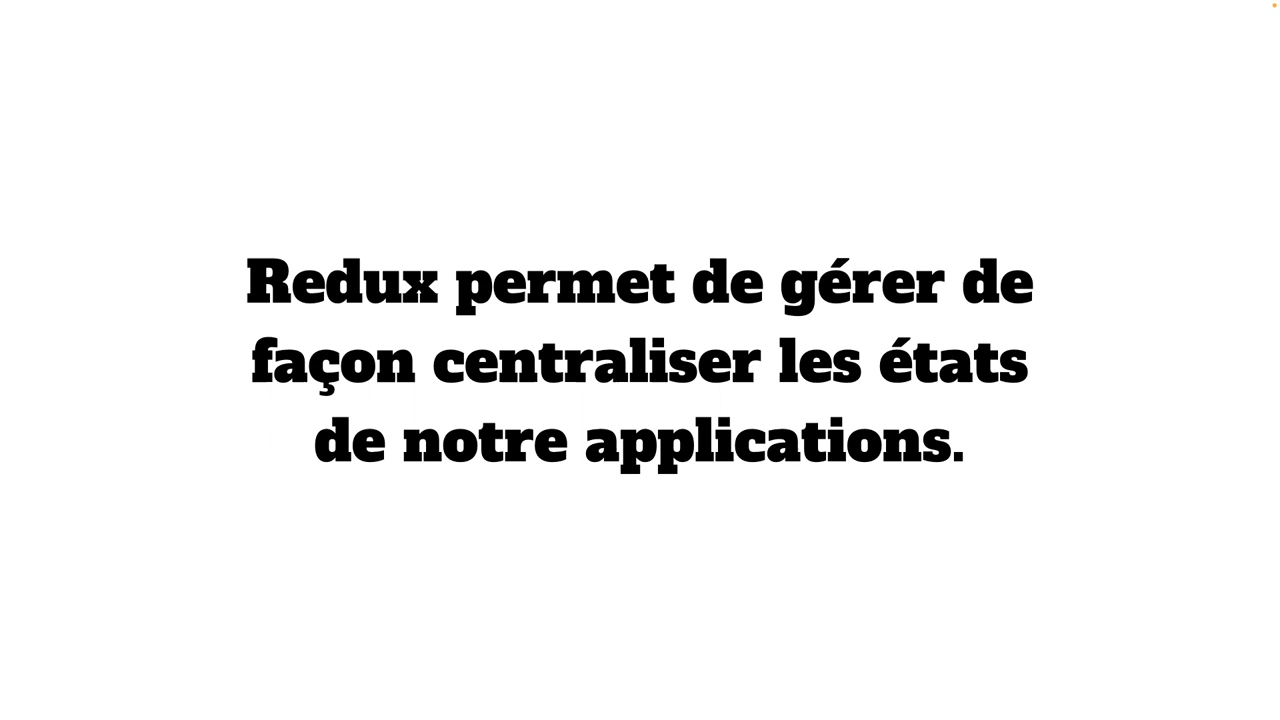 Redux permet de gérer de
façon centraliser les états
de notre applications.